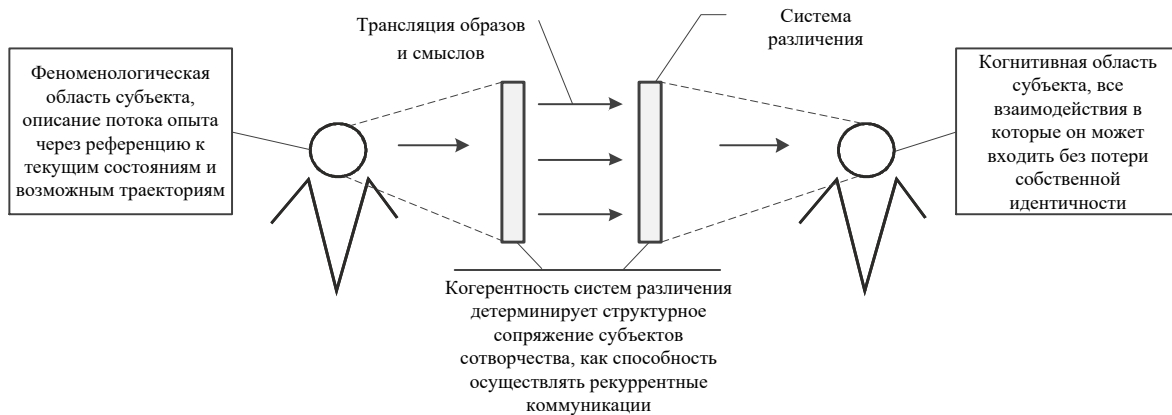 Трансляция образов
и смыслов
Система
различения
Феноменологическая
область субъекта,
описание потока опыта
через референцию к
текущим состояниям и
возможным траекториям
Когнитивная область
субъекта, все
взаимодействия в
которые он может
входить без потери
собственной
идентичности
Когерентность систем различения
детерминирует структурное
сопряжение субъектов
сотворчества, как способность
осуществлять рекуррентные
коммуникации